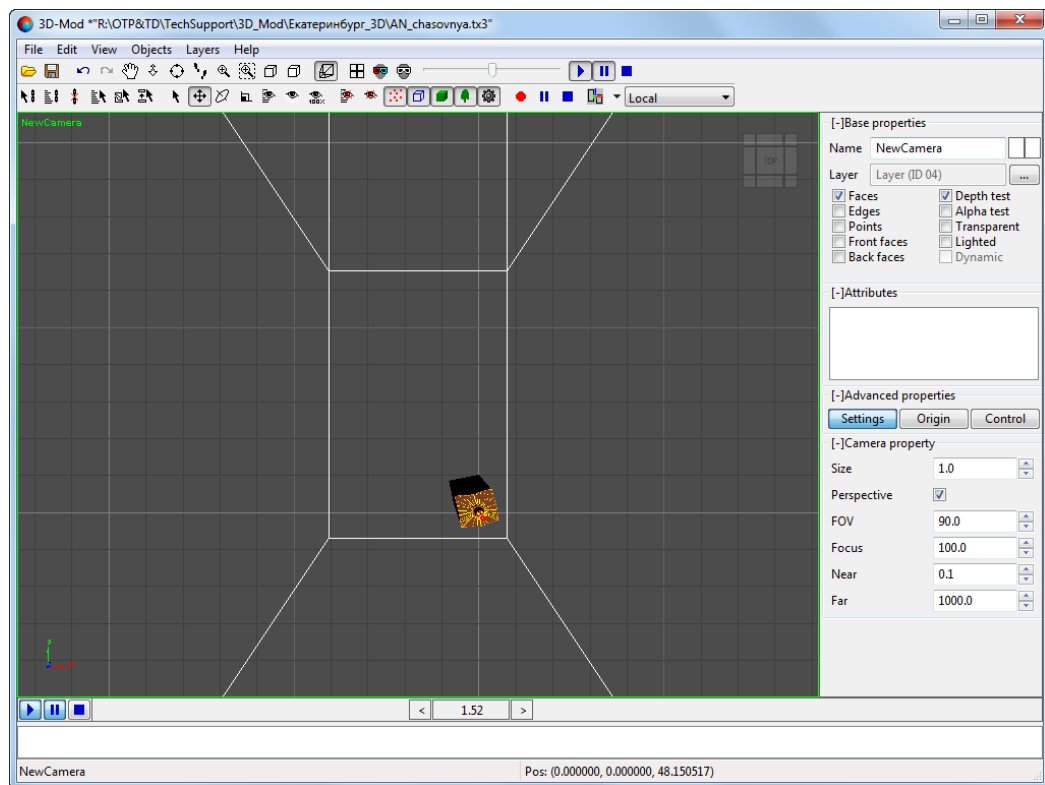 3D-Mod *"R:\OTP&TD\TechSupport\3D_Mod\Екатеринбург_3D\AN_chasovnya.tx3"
File Edit View Objects Layers Help
100%
Local
NewCamera
TOP
[-]Base properties
Name NewCamera
Layer Layer (ID 04) ...
Faces Depth test
Edges Alpha test
Points Transparent
Front faces Lighted
Back faces Dynamic
[-]Attributes
[-]Advanced properties
Settings Origin Control
[-]Camera property
Size 1.0
Perspective
FOV 90.0
Focus 100.0
Near 0.1
Far 1000.0
< 1.52 >
NewCamera Pos: (0.000000, 0.000000, 48.150517)